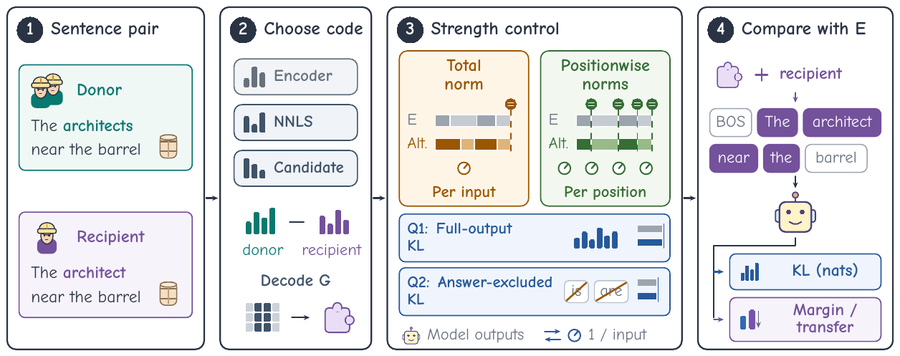 1 Sentence pair
Donor
The architects
near the barrel
Recipient
The architect
near the barrel
2 Choose code
Encoder
NNLS
Candidate
donor — recipient
Decode G
3 Strength control
Total
norm
E
Alt.
Per input
Positionwise
norms
E
Alt.
Per position
Q1: Full-output
KL
Q2: Answer-excluded
KL
is are
Model outputs
1 / input
4 Compare with E
+ recipient
BOS The architect
near the barrel
KL (nats)
Margin /
transfer